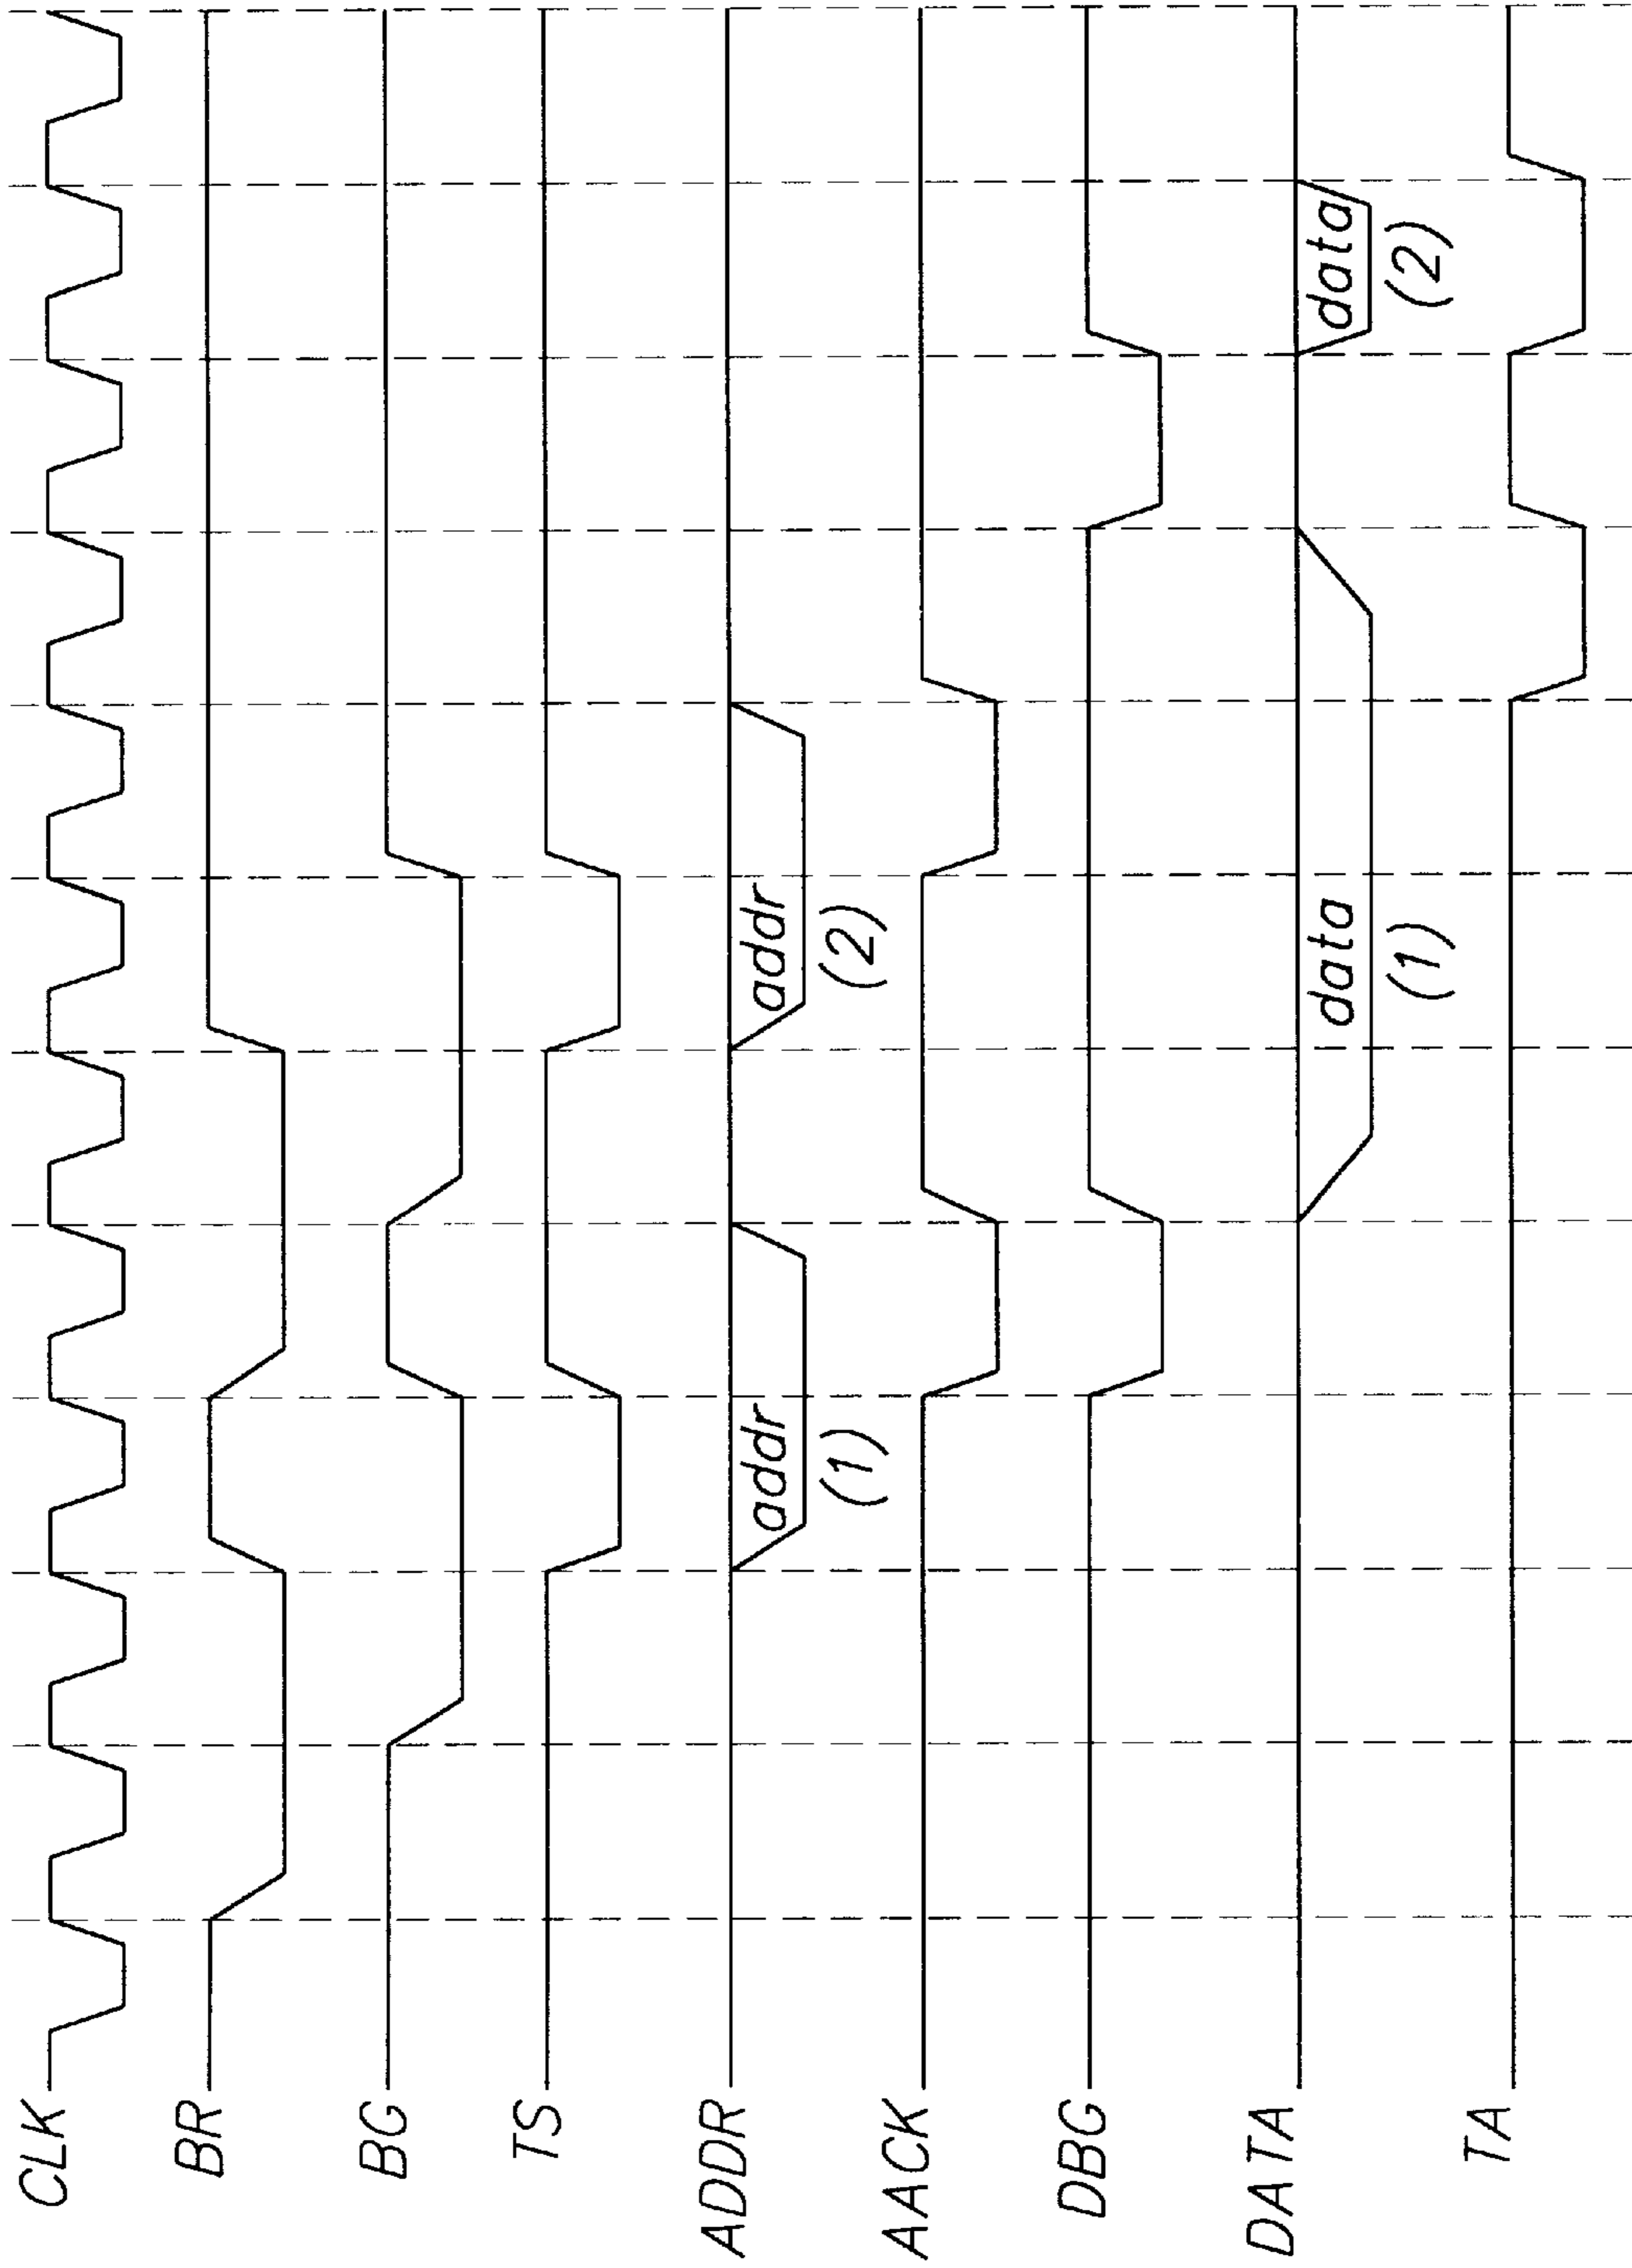 CLK
BR
BG
TS
ADDR
addr
(1)
addr
(2)
AACK
DBG
DATA
data
(1)
data
(2)
TA